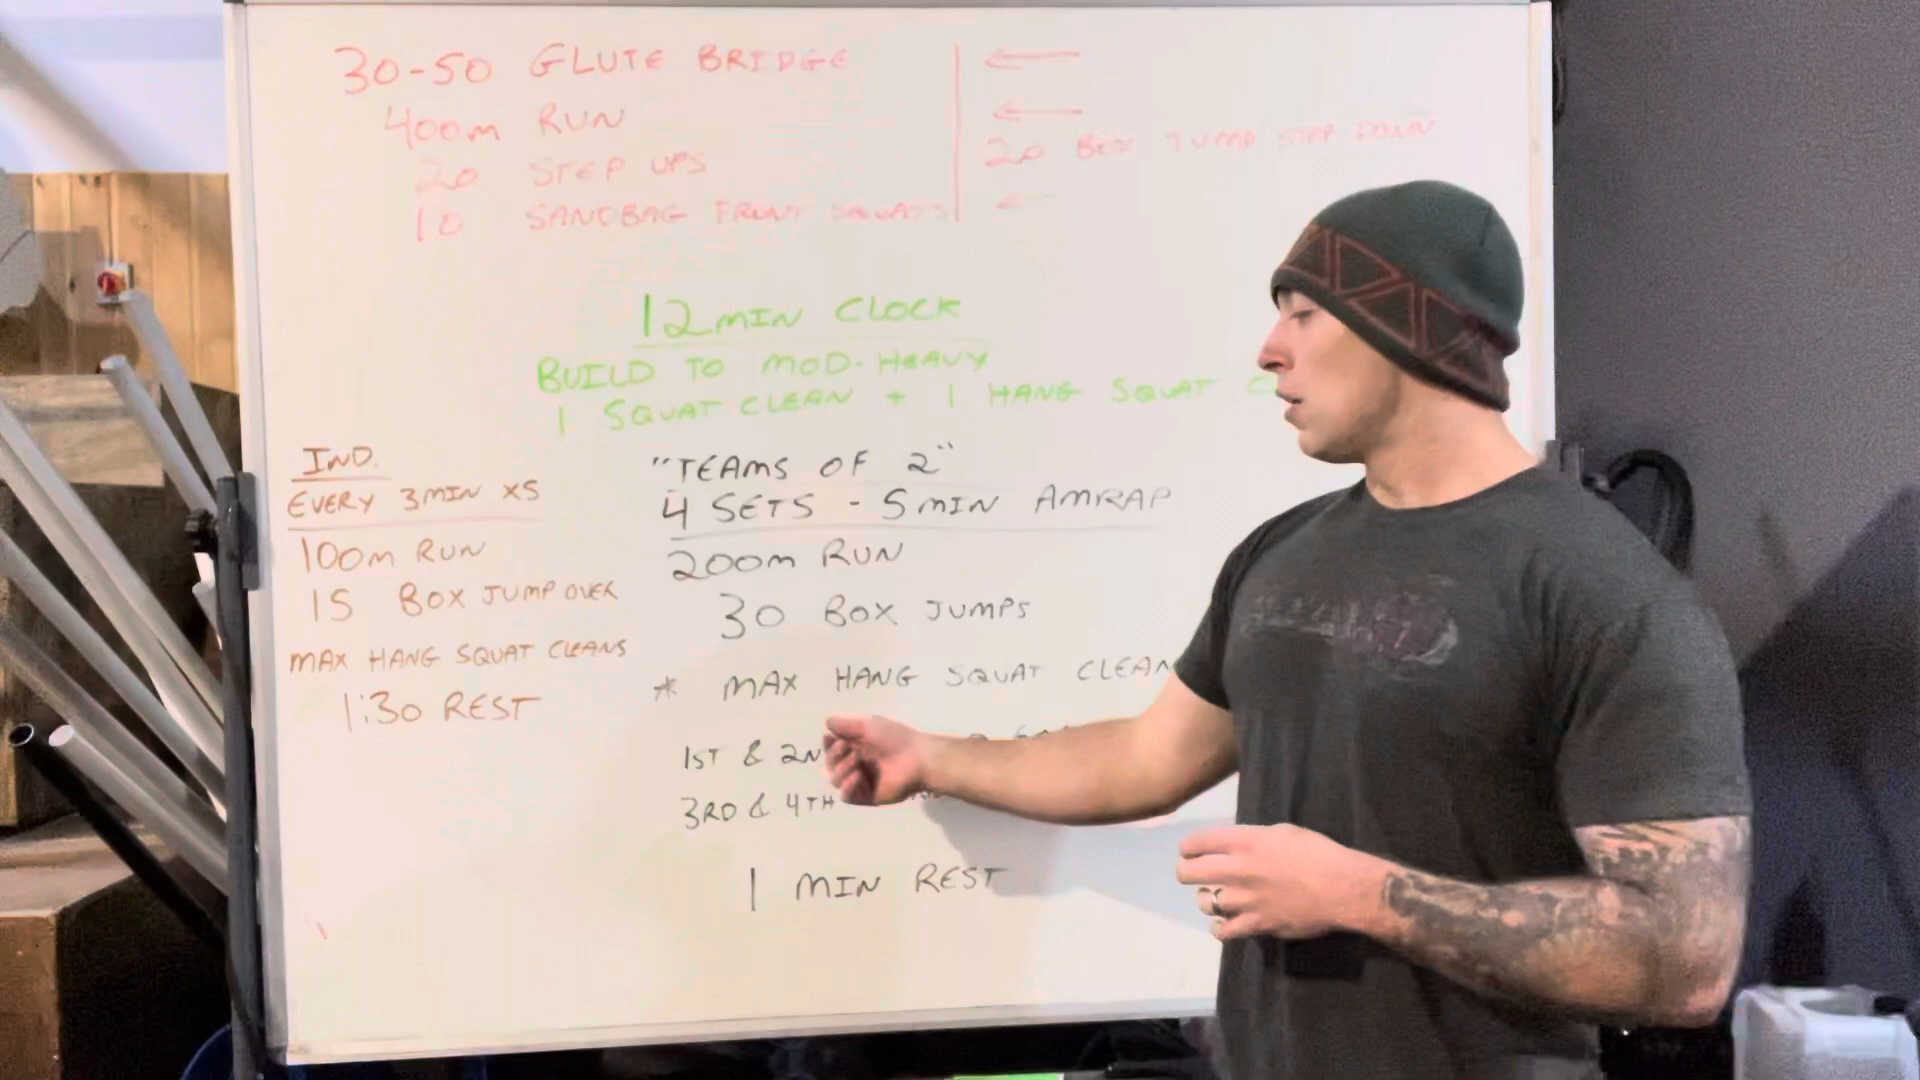 30-50 GLUTE BRIDGE
400m RUN
20 STEP UPS
20 BOX JUMP STEP DOWN
10 SANDBAG FRONT SQUATS
12 MIN CLOCK
BUILD TO MOD-HEAVY
1 SQUAT CLEAN + 1 HANG SQUAT
IND.
EVERY 3MIN X5
100m RUN
15 BOX JUMP OVER
MAX HANG SQUAT CLEANS
1:30 REST
"TEAMS OF 2"
4 SETS - 5 MIN AMRAP
200m RUN
30 BOX JUMPS
* MAX HANG SQUAT CLEAN
1ST & 2N
3RD & 4TH
1 MIN REST